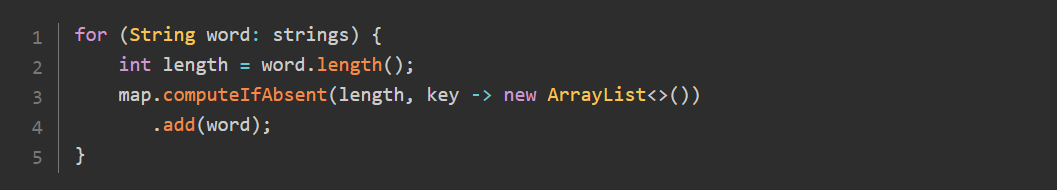 1 for (String word: strings) {
2     int length = word.length();
3     map.computeIfAbsent(length, key -> new ArrayList<>())
4        .add(word);
5 }